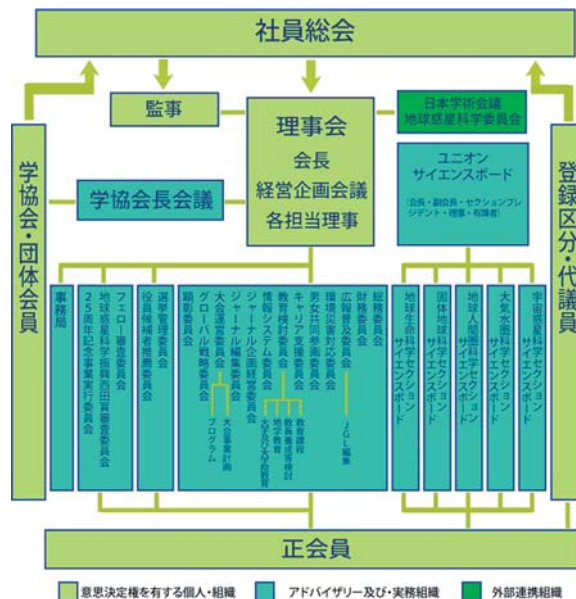 社員総会
監事
理事会
会長
経営企画会議
各担当理事
日本学術会議
地球惑星科学委員会
学協会長会議
ユニオン
サイエンスボード
(会長・副会長・セクションプレ
ジデント・理事・有識者)
学協会・団体会員
登録区分・代議員
事務局
フェロー審査委員会
地球惑星科学振興西田賞審査委員会
25周年記念事業実行委員会
選挙管理委員会
役員候補者推薦委員会
総務委員会
財務委員会
広報普及委員会
JGL編集
環境災害対応委員会
男女共同参画委員会
キャリア支援委員会
教育検討委員会
教育課程
教員養成等検討
地学教育
大学及び大学院教育
情報システム委員会
ジャーナル企画経営委員会
ジャーナル編集委員会
大会運営委員会
大会事業計画
プログラム
グローバル戦略委員会
顕彰委員会
宇宙惑星科学セクション
サイエンスボード
大気水圏科学セクション
サイエンスボード
地球人間圏科学セクション
サイエンスボード
固体地球科学セクション
サイエンスボード
地球生命科学セクション
サイエンスボード
正会員
意思決定権を有する個人・組織
アドバイザリー及び・実務組織
外部連携組織